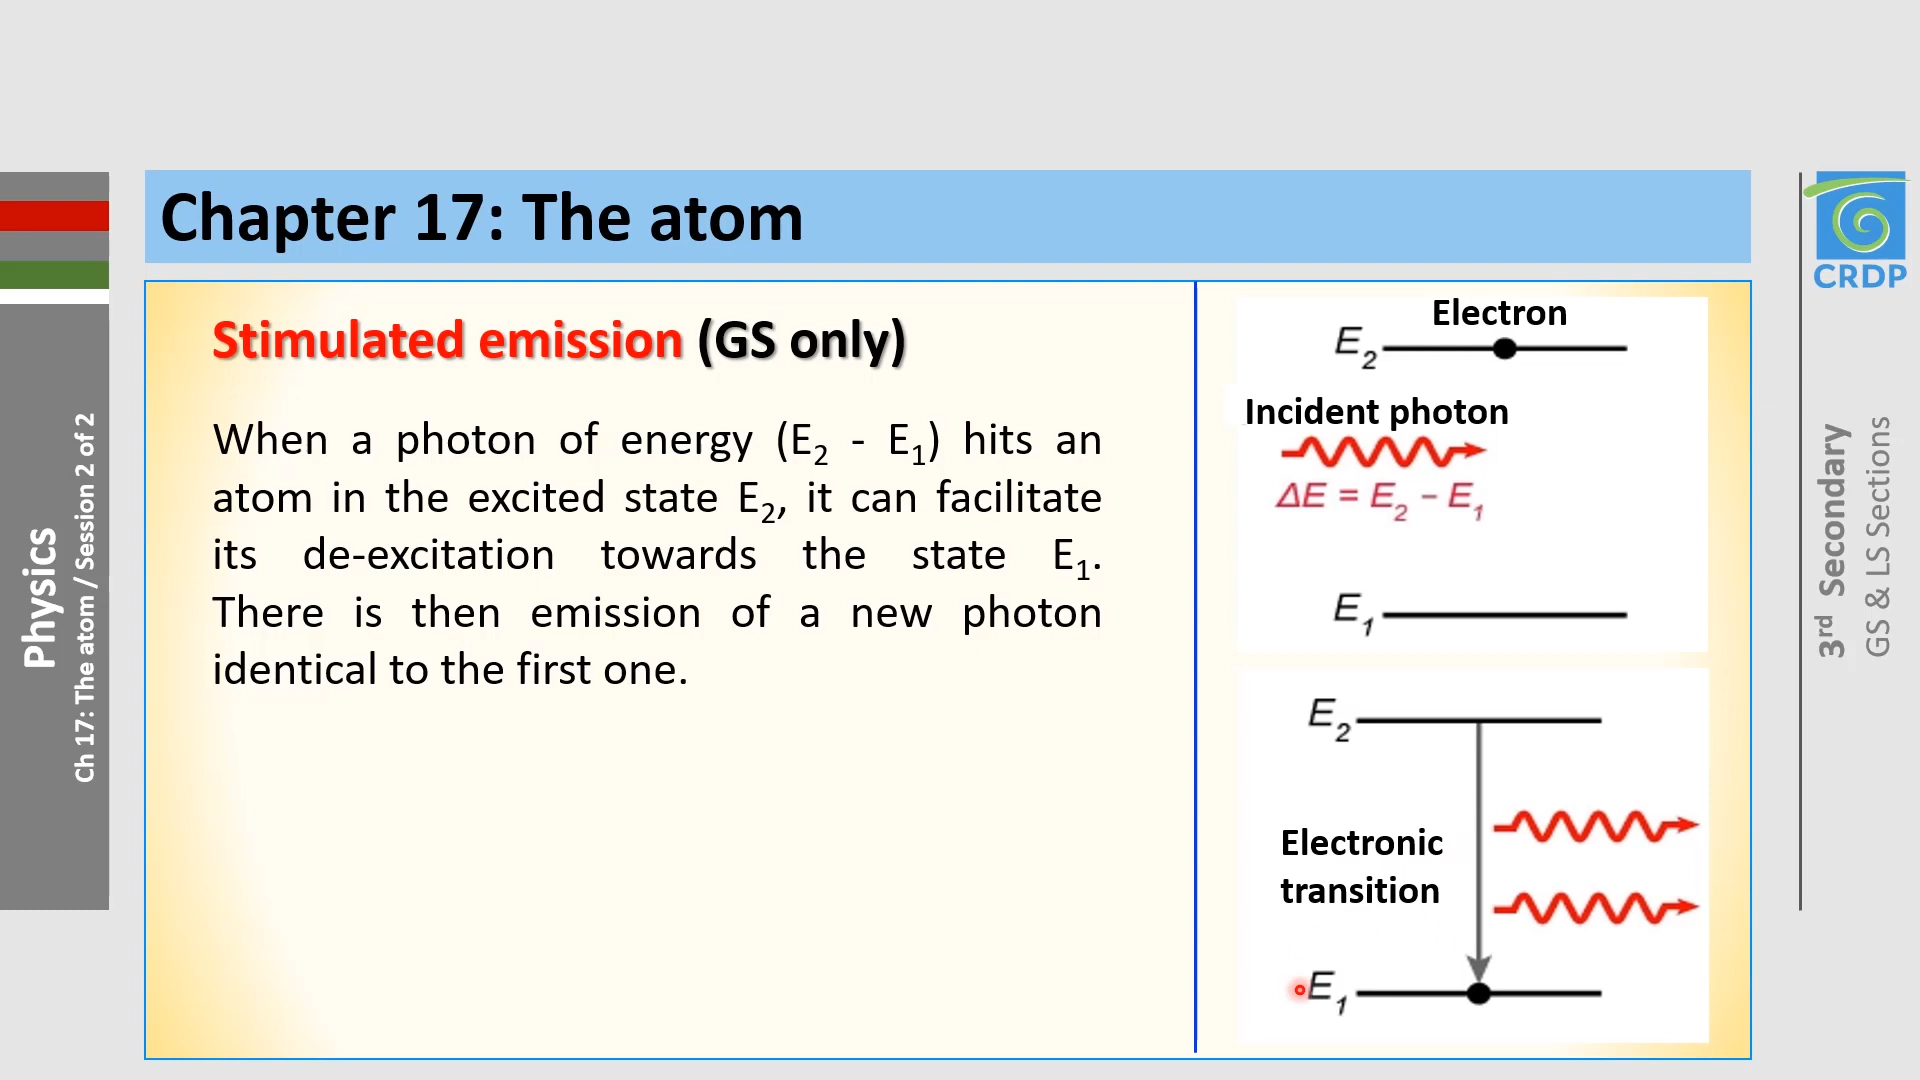 Chapter 17: The atom
Stimulated emission (GS only)
When a photon of energy (E₂ - E₁) hits an
atom in the excited state E₂, it can facilitate
its de-excitation towards the state E₁.
There is then emission of a new photon
identical to the first one.
Electron
E₂
Incident photon
ΔE = E₂ – E₁
E₁
E₂
Electronic
transition
E₁
Physics
Ch 17: The atom / Session 2 of 2
CRDP
3rd Secondary
GS & LS Sections